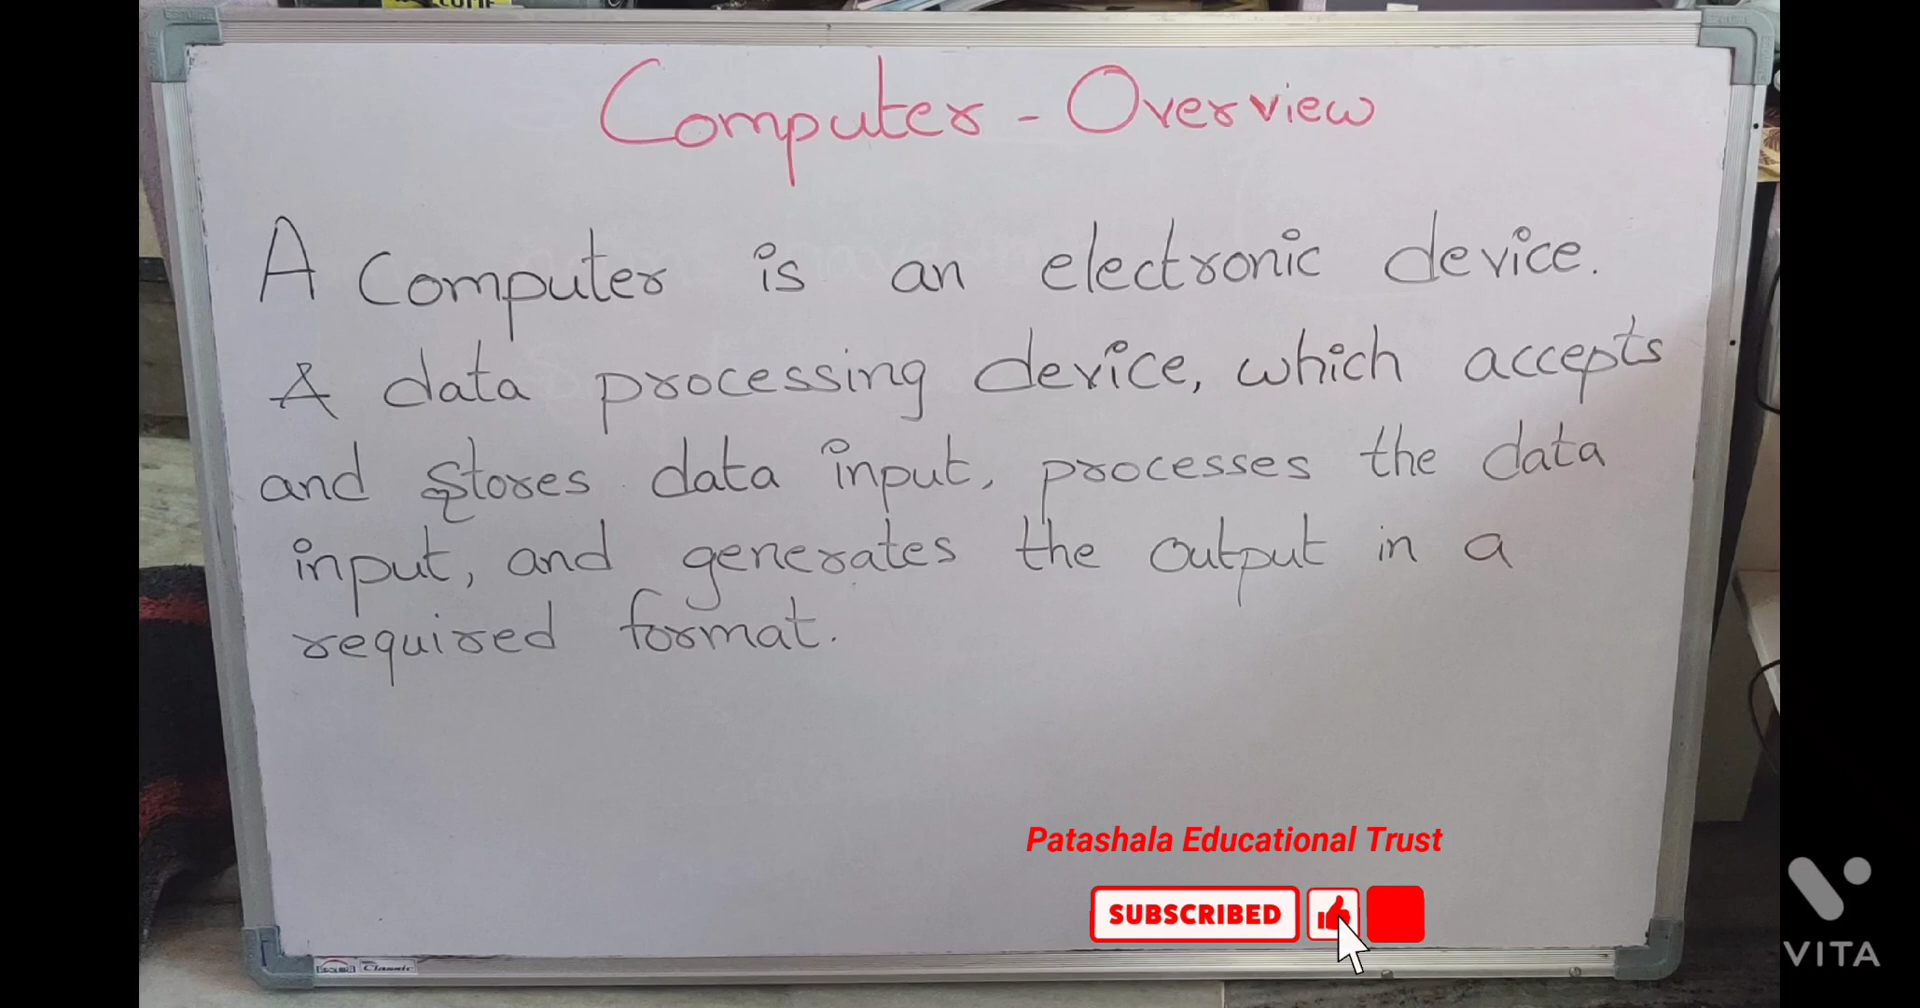 Computer - Overview
A Computer is an electronic device.
A data processing device, which accepts
and stores data input, processes the data
input, and generates the output in a
required format.
Patashala Educational Trust
SUBSCRIBED
VITA
Classic